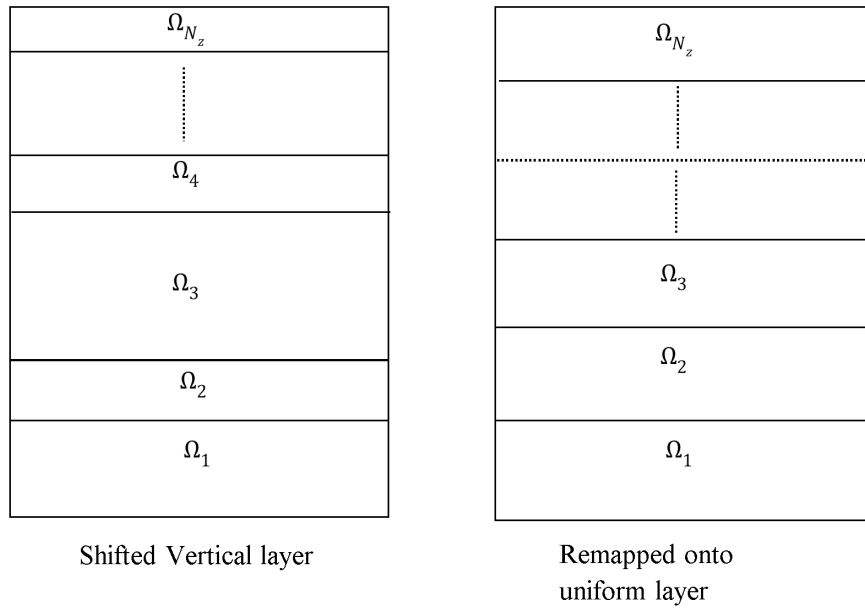 Ω_{N_z}
Ω_4
Ω_3
Ω_2
Ω_1
Shifted Vertical layer
Ω_{N_z}
Ω_3
Ω_2
Ω_1
Remapped onto
uniform layer